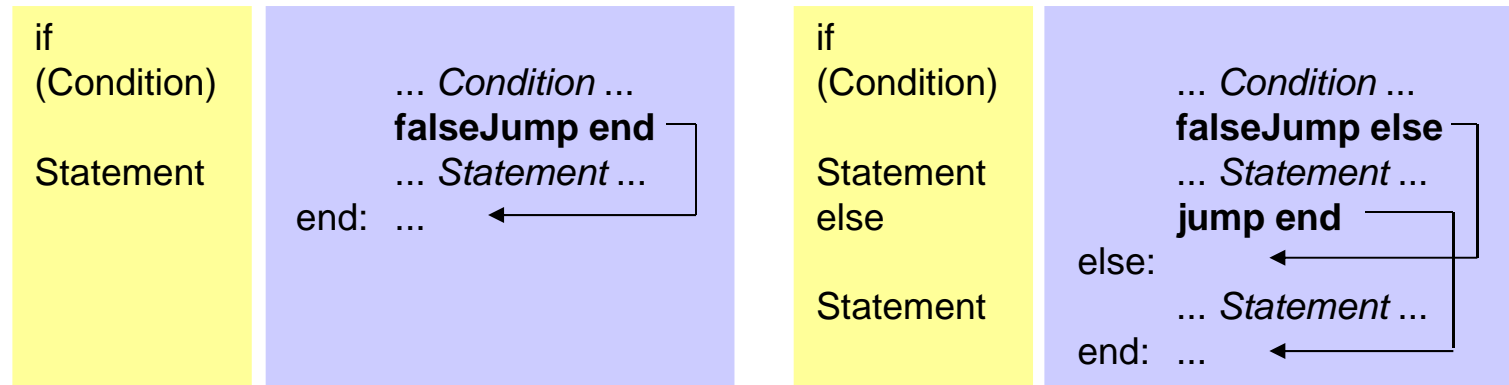 if
(Condition)
Statement
... Condition ...
falseJump end
... Statement ...
end: ...
if
(Condition)
Statement
else
Statement
... Condition ...
falseJump else
... Statement ...
jump end
else:
... Statement ...
end: ...